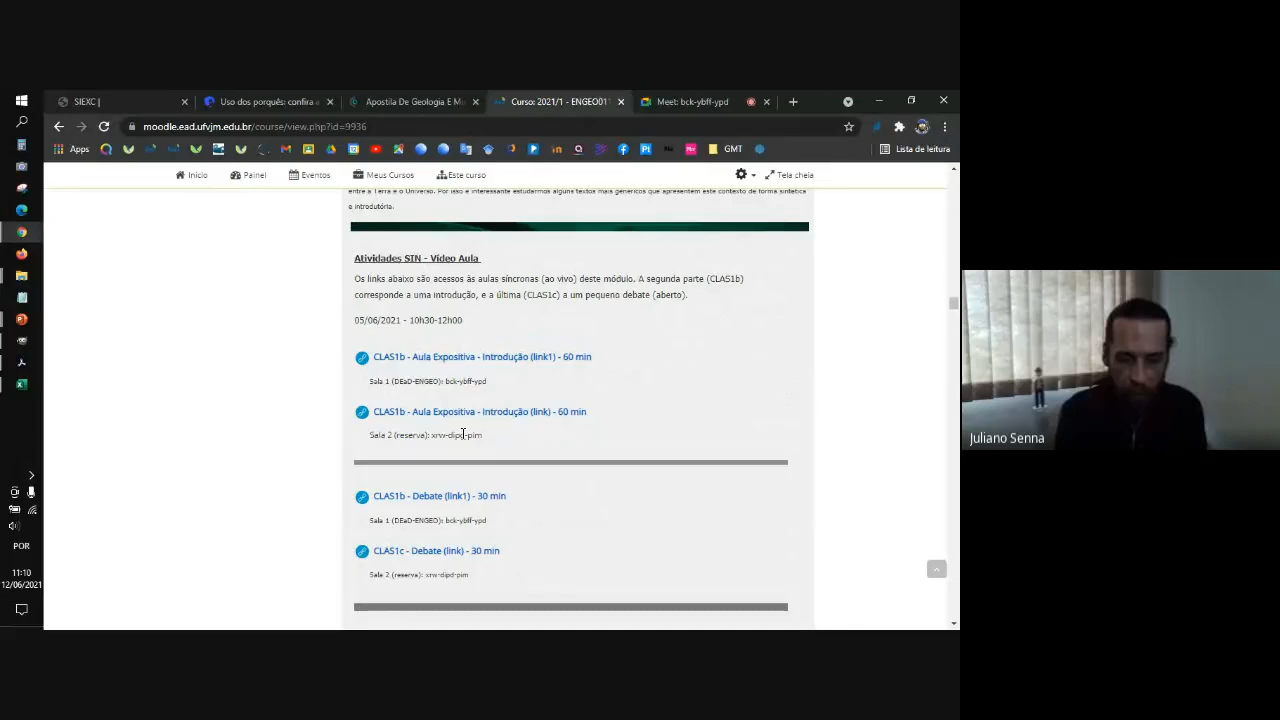 SIEXC |
Uso dos porquês: confira e
Apostila De Geologia E M
Curso: 2021/1 - ENGEO011
Meet: bck-ybff-ypd
moodle.ead.ufvjm.edu.br/course/view.php?id=9936
Apps
GMT
Lista de leitura
Início
Painel
Eventos
Meus Cursos
Este curso
Tela cheia
entre a Terra e o Universo. Por isso é interessante estudarmos alguns textos mais genéricos que apresentem este contexto de forma sintética
e introdutória.
Atividades SIN - Vídeo Aula
Os links abaixo são acessos às aulas síncronas (ao vivo) deste módulo. A segunda parte (CLAS1b)
corresponde a uma introdução, e a última (CLAS1c) a um pequeno debate (aberto).
05/06/2021 - 10h30-12h00
CLAS1b - Aula Expositiva - Introdução (link1) - 60 min
Sala 1 (DEaD-ENGEO): bck-ybff-ypd
CLAS1b - Aula Expositiva - Introdução (link) - 60 min
Sala 2 (reserva): xrw-dipd-pim
CLAS1b - Debate (link1) - 30 min
Sala 1 (DEaD-ENGEO): bck-ybff-ypd
CLAS1c - Debate (link) - 30 min
Sala 2 (reserva): xrw-dipd-pim
Juliano Senna
POR
11:10
12/06/2021